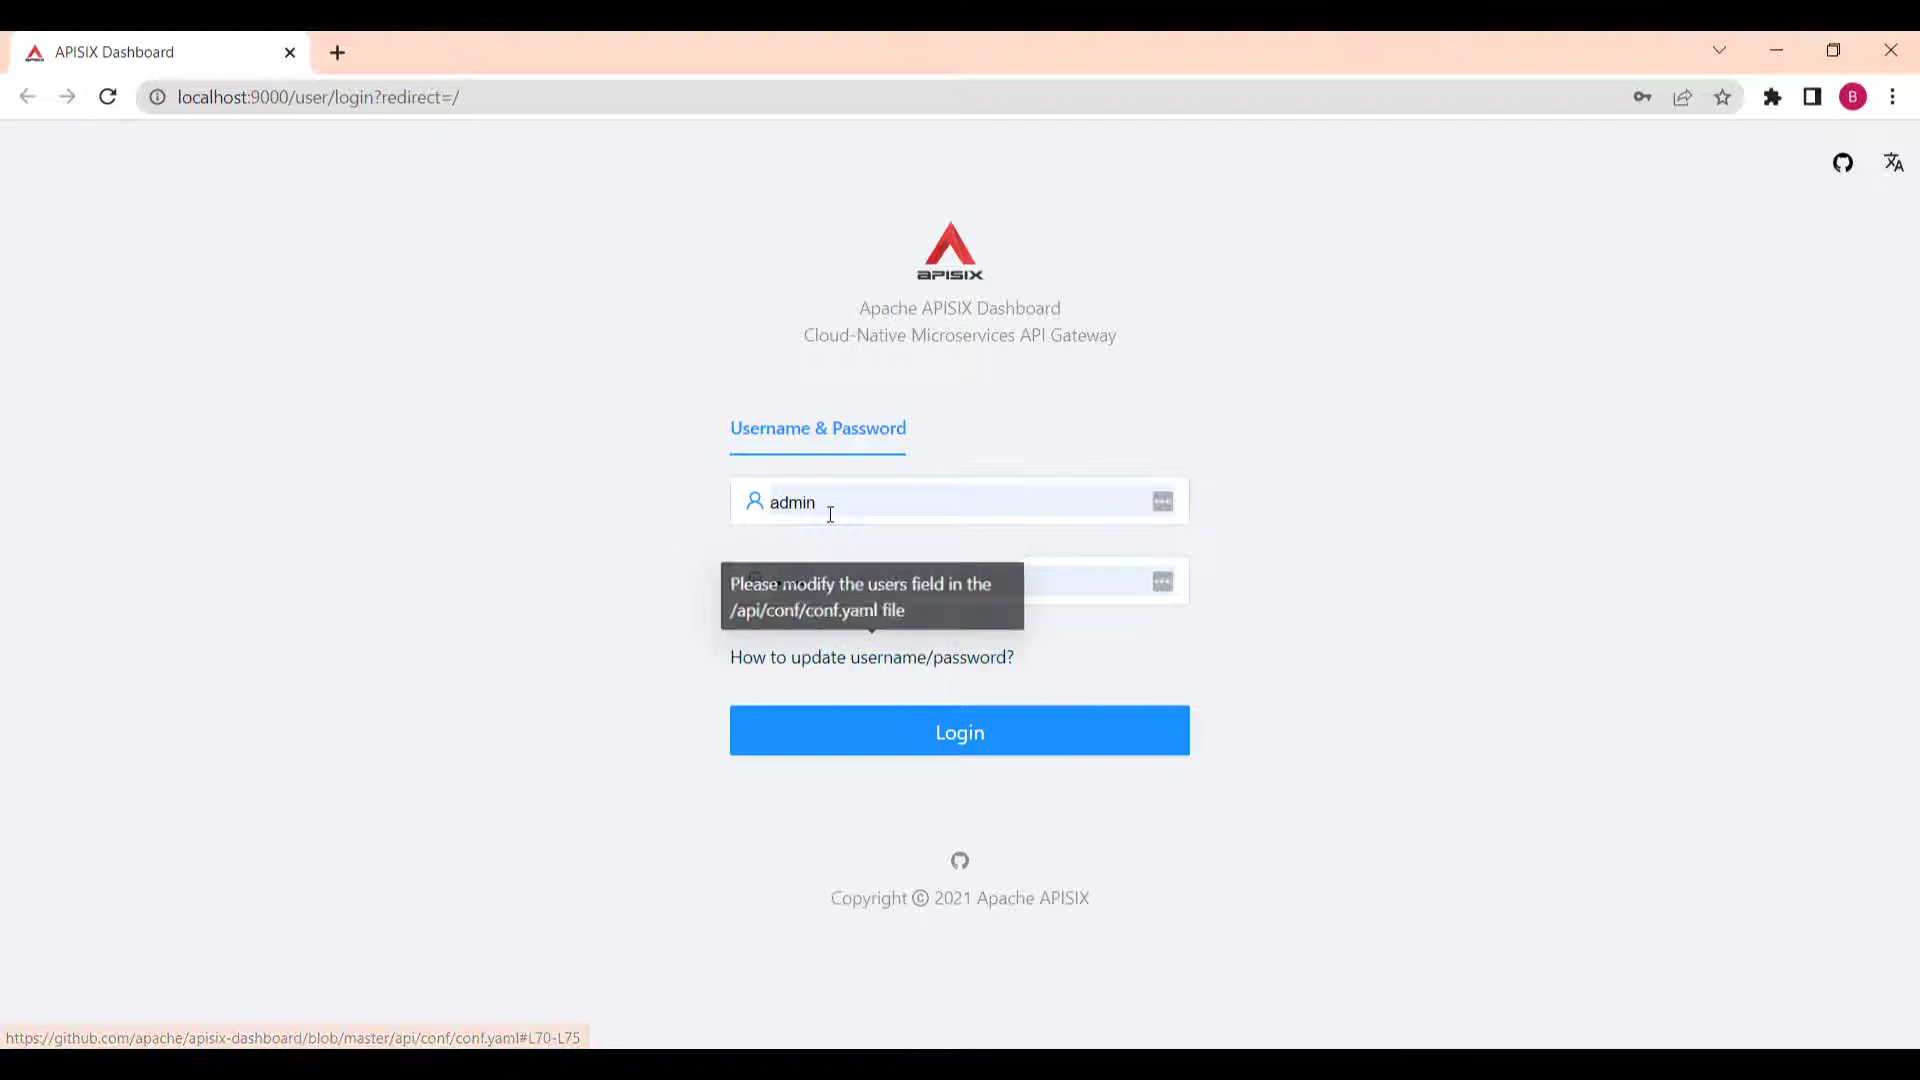 APISIX Dashboard
localhost:9000/user/login?redirect=/
B
APISIX
Apache APISIX Dashboard
Cloud-Native Microservices API Gateway
Username & Password
admin
Please modify the users field in the
/api/conf/conf.yaml file
How to update username/password?
Login
Copyright © 2021 Apache APISIX
https://github.com/apache/apisix-dashboard/blob/master/api/conf/conf.yaml#L70-L75